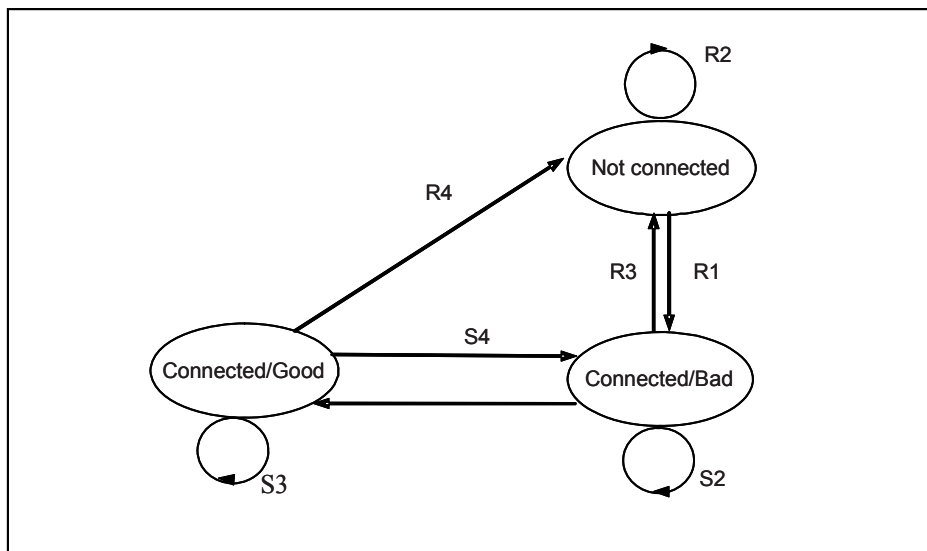 R2
Not connected
R4
R3
R1
S4
Connected/Good
Connected/Bad
S3
S2